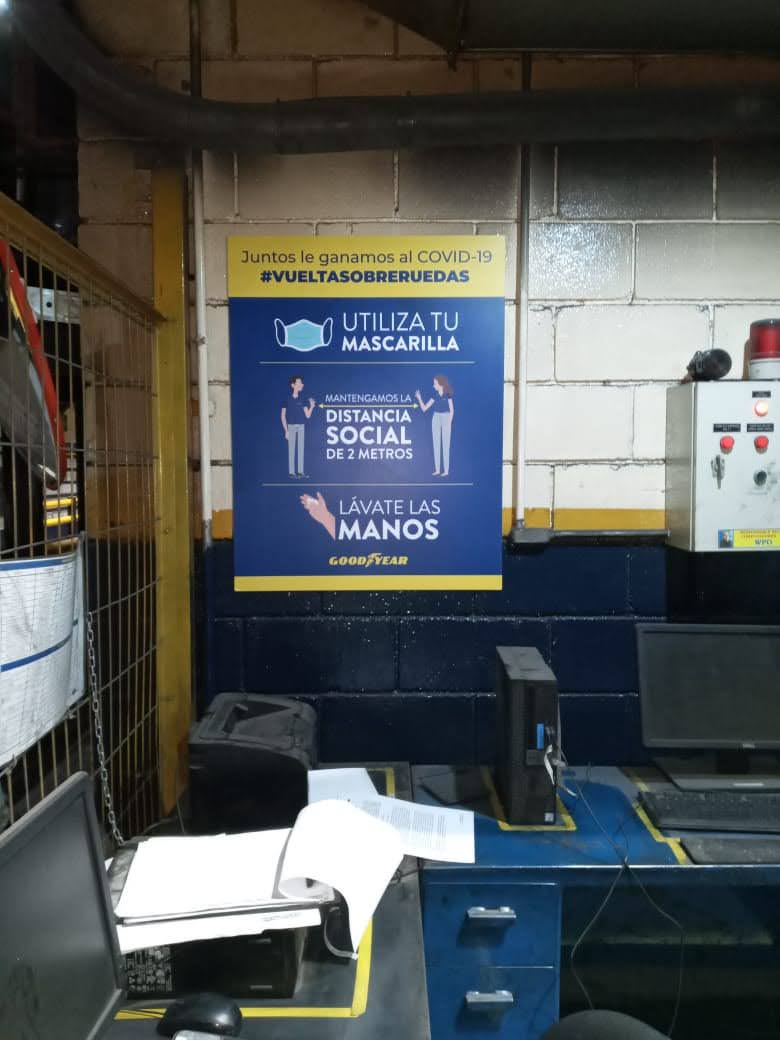 Juntos le ganamos al COVID-19
#VUELTASOBRERUEDAS
UTILIZA TU
MASCARILLA
MANTENGAMOS LA
DISTANCIA
SOCIAL
DE 2 METROS
LÁVATE LAS
MANOS
GOODYEAR
WPO